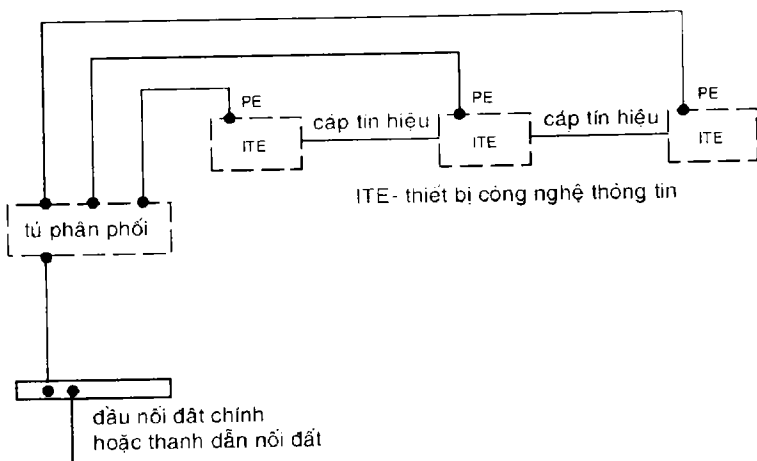 PE
PE
PE
cáp tín hiệu
cáp tín hiệu
ITE
ITE
ITE
ITE- thiết bị công nghệ thông tin
tủ phân phối
đầu nối đất chính
hoặc thanh dẫn nối đất